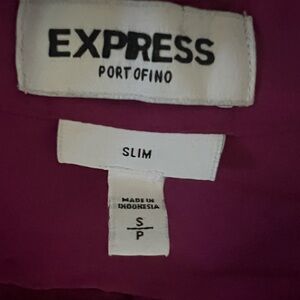 EXPRESS
PORTOFINO
SLIM
MADE IN
INDONESIA
S
P